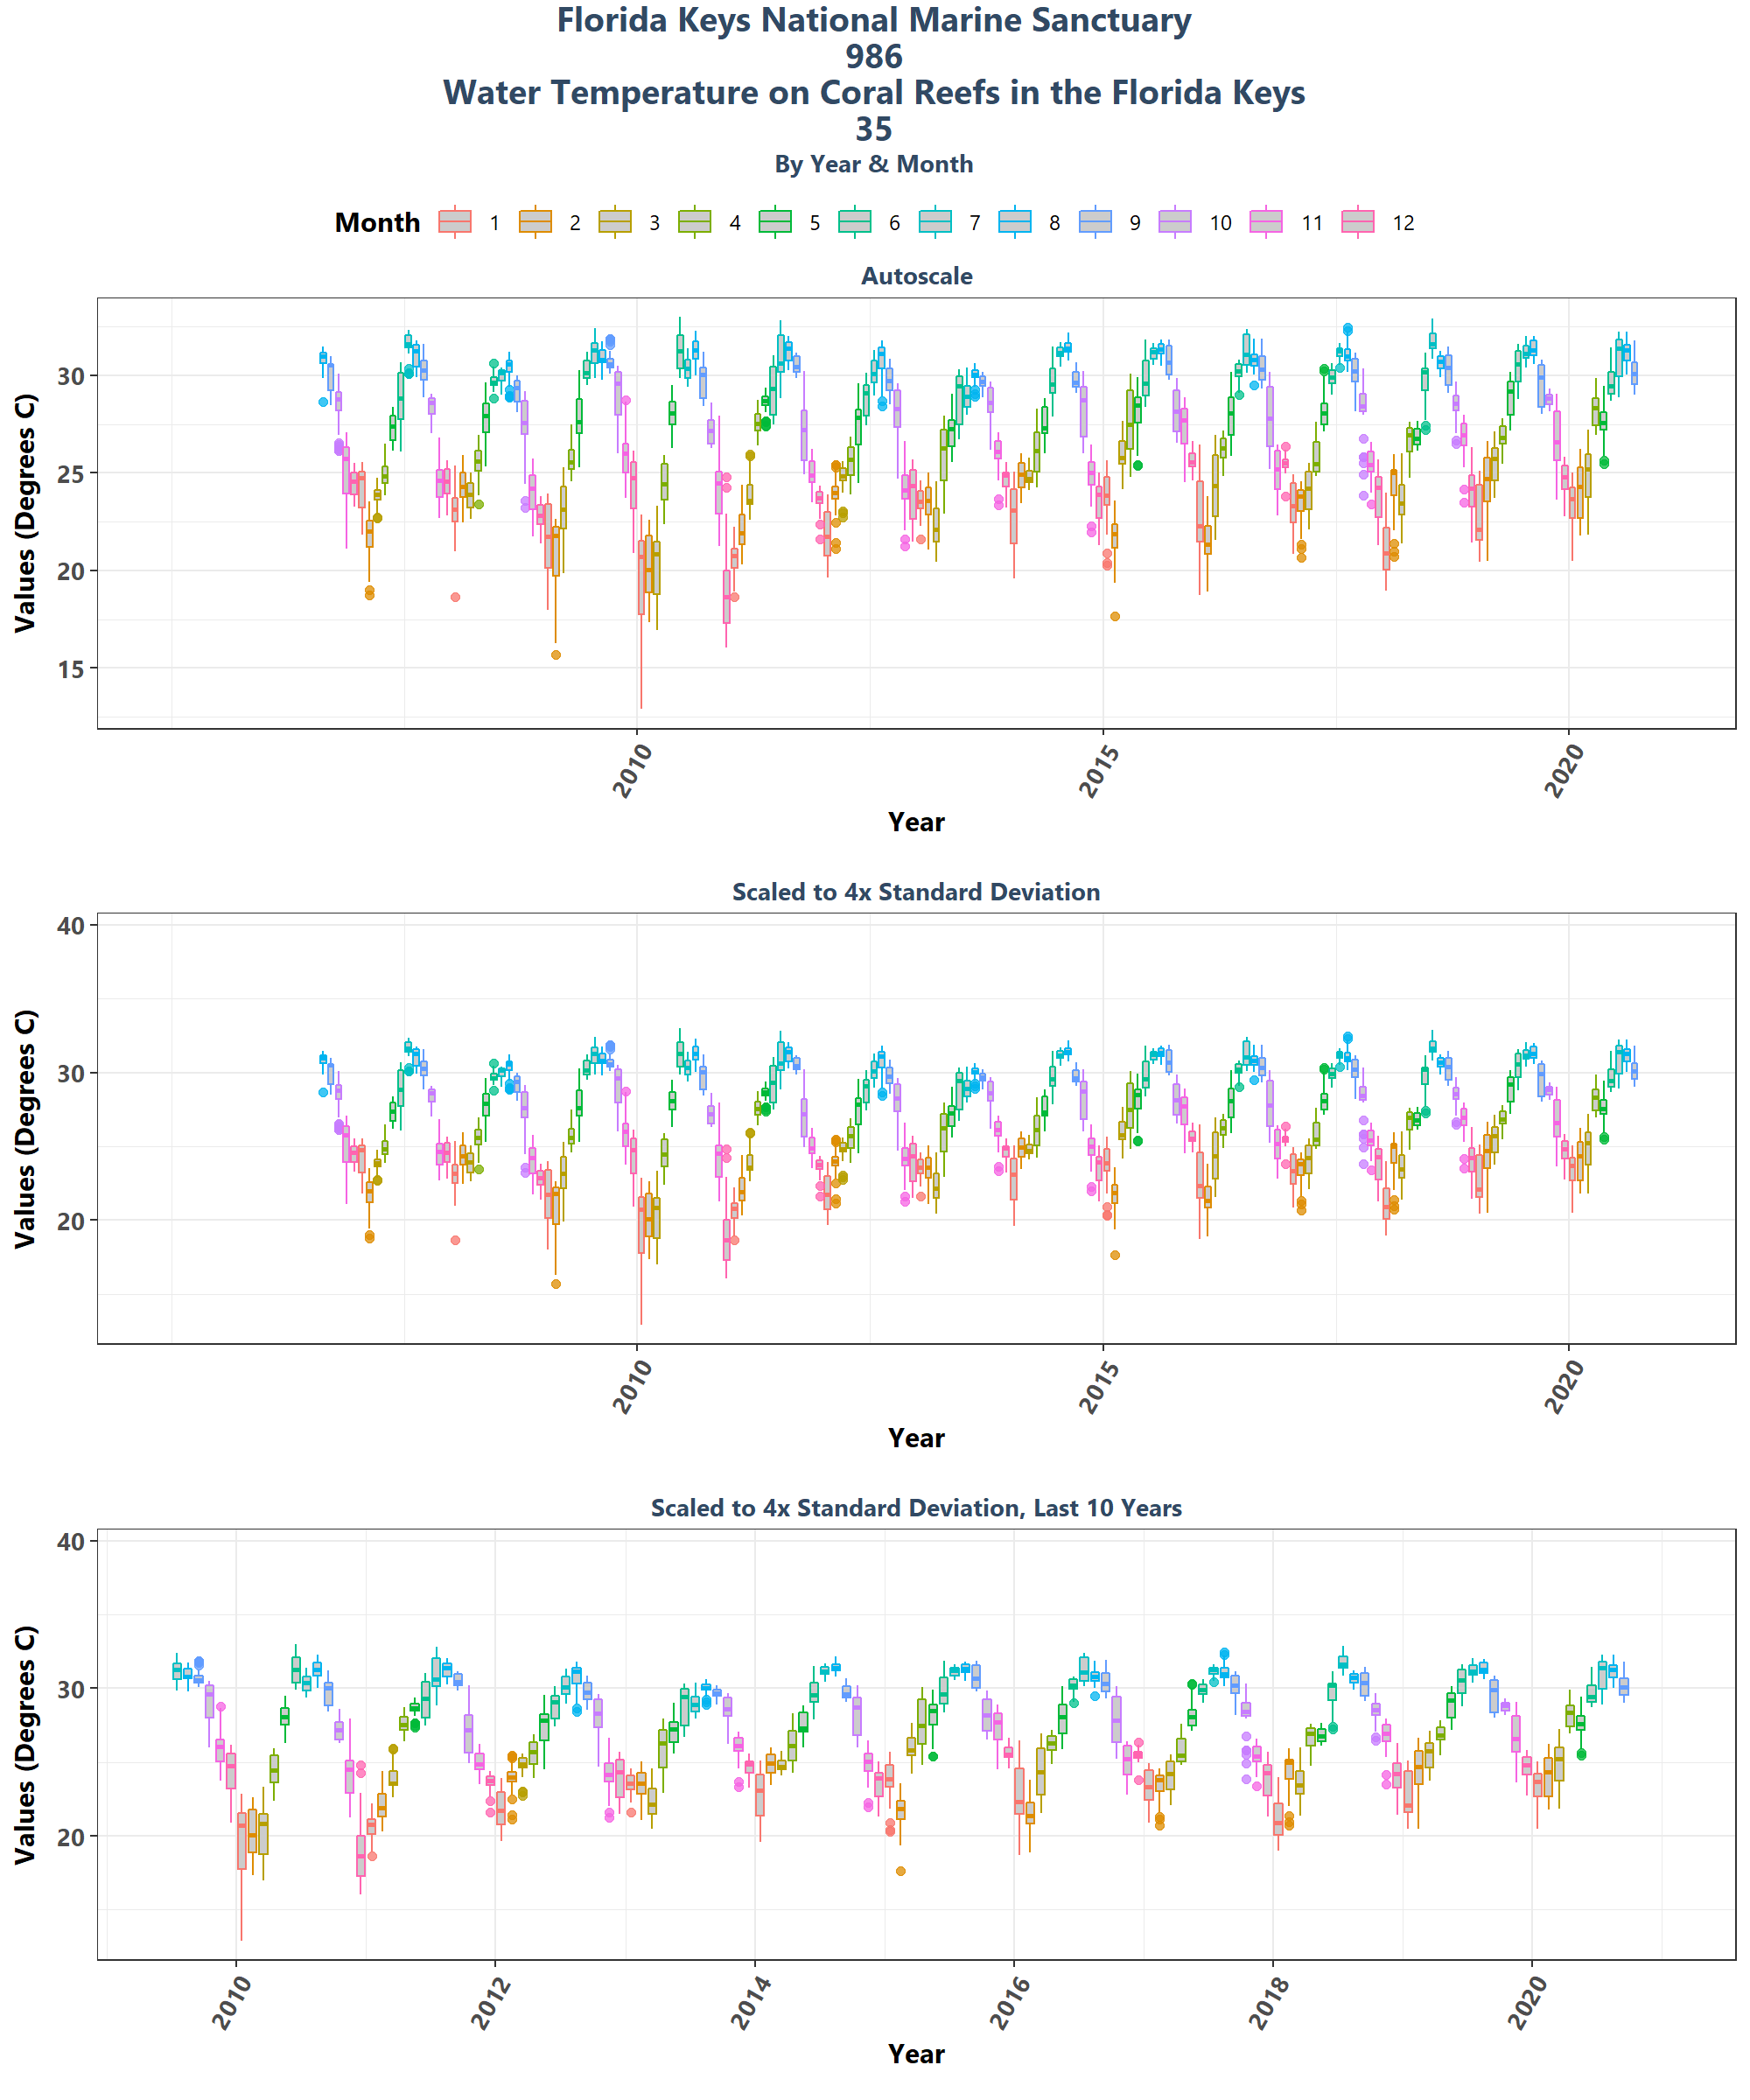 Florida Keys National Marine Sanctuary
986
Water Temperature on Coral Reefs in the Florida Keys
35
By Year & Month
Month 1 2 3 4 5 6 7 8 9 10 11 12
Autoscale
Values (Degrees C)
30
25
20
15
2010 2015 2020
Year
Scaled to 4x Standard Deviation
Values (Degrees C)
40
30
20
2010 2015 2020
Year
Scaled to 4x Standard Deviation, Last 10 Years
Values (Degrees C)
40
30
20
2010 2012 2014 2016 2018 2020
Year